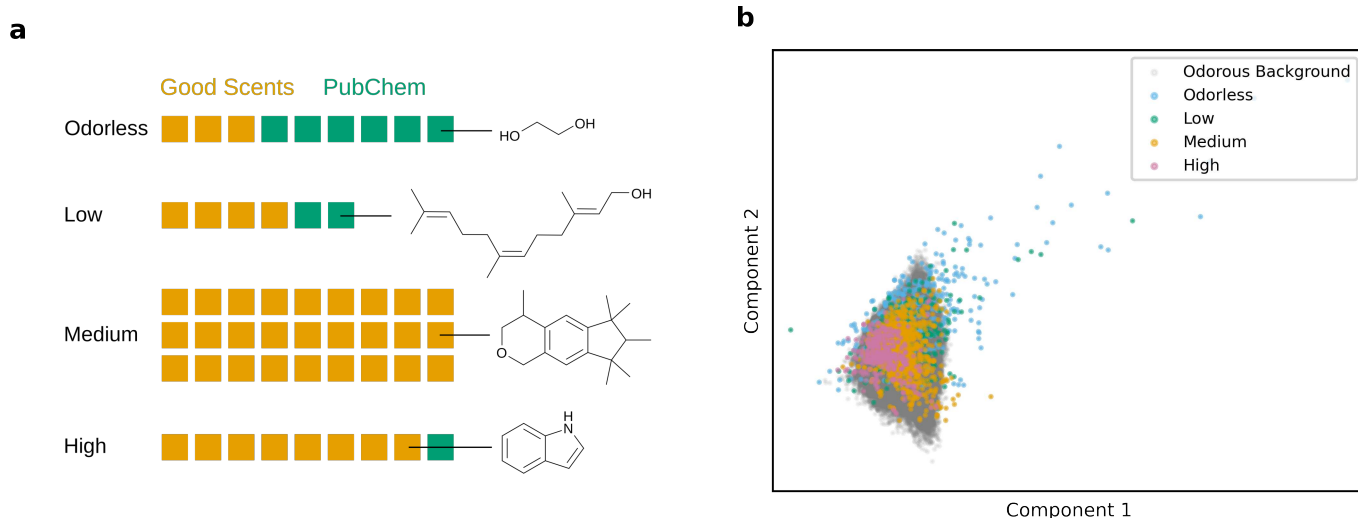 a
Good Scents PubChem
Odorless
HO OH
Low
OH
Medium
O
High
H
N
b
Odorous Background
Odorless
Low
Medium
High
Component 2
Component 1